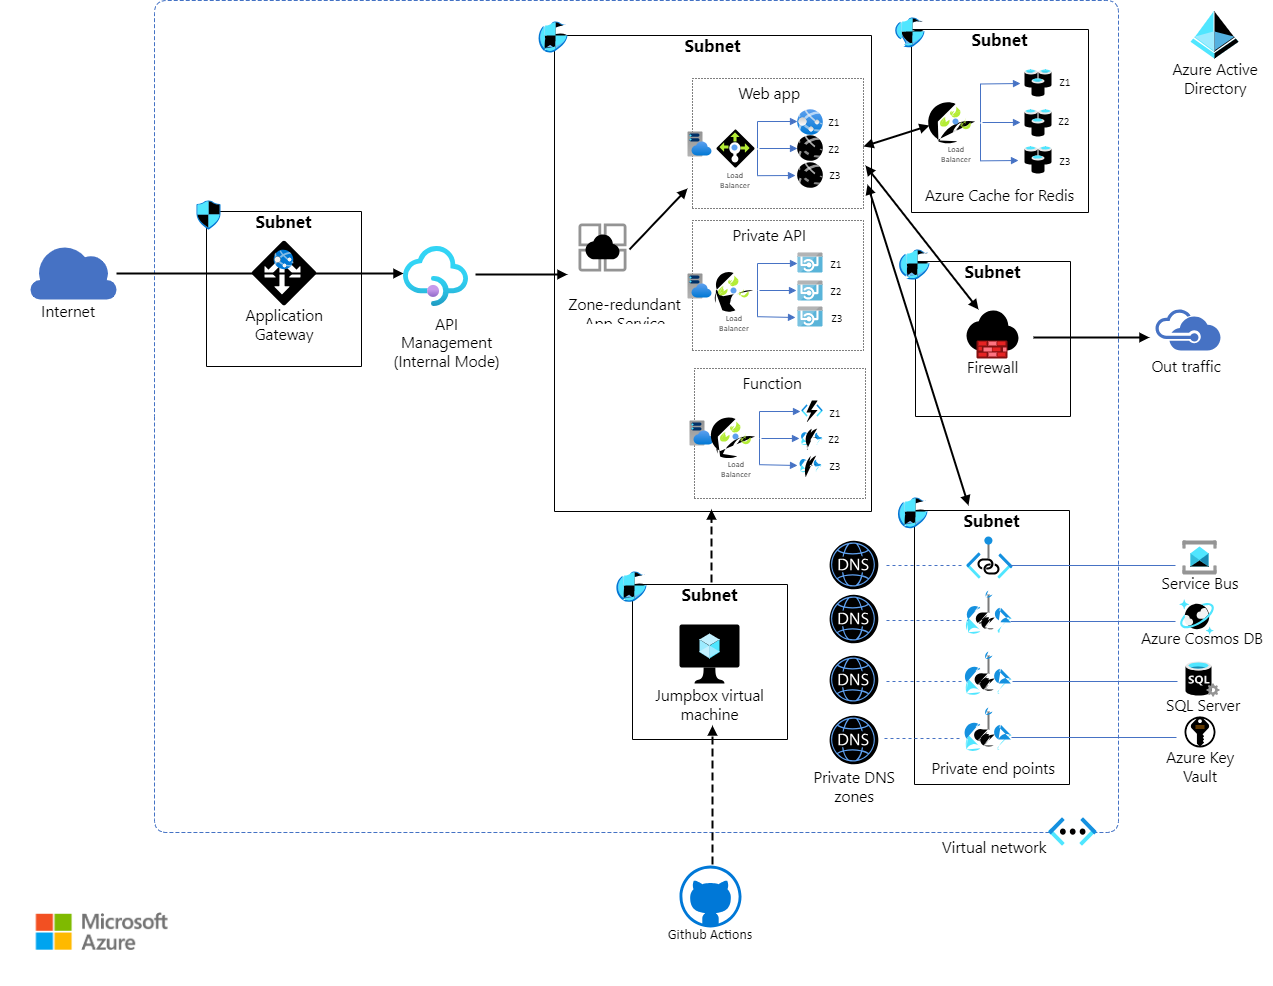 Subnet
Web app
Z1
Z2
Z3
Load
Balancer
Private API
Z1
Z2
Z3
Load
Balancer
Function
Z1
Z2
Z3
Load
Balancer
Zone-redundant
App Service
Subnet
Z1
Z2
Z3
Load
Balancer
Azure Cache for Redis
Azure Active
Directory
Subnet
Application
Gateway
Internet
API
Management
(Internal Mode)
Subnet
Firewall
Out traffic
Subnet
Private end points
DNS
DNS
DNS
DNS
Private DNS
zones
Service Bus
Azure Cosmos DB
SQL
SQL Server
Azure Key
Vault
Subnet
Jumpbox virtual
machine
Virtual network
Github Actions
Microsoft
Azure